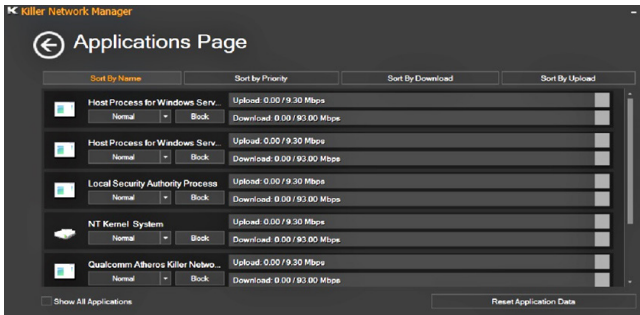 Killer Network Manager
Applications Page
Sort By Name Sort by Priority Sort By Download Sort By Upload
Host Process for Windows Serv...
Upload: 0.00 / 9.30 Mbps
Normal Block
Download: 0.00 / 93.00 Mbps
Host Process for Windows Serv...
Upload: 0.00 / 9.30 Mbps
Normal Block
Download: 0.00 / 93.00 Mbps
Local Security Authority Process
Upload: 0.00 / 9.30 Mbps
Normal Block
Download: 0.00 / 93.00 Mbps
NT Kernel System
Upload: 0.00 / 9.30 Mbps
Normal Block
Download: 0.00 / 93.00 Mbps
Qualcomm Atheros Killer Netwo...
Upload: 0.00 / 9.30 Mbps
Normal Block
Download: 0.00 / 93.00 Mbps
Show All Applications Reset Application Data